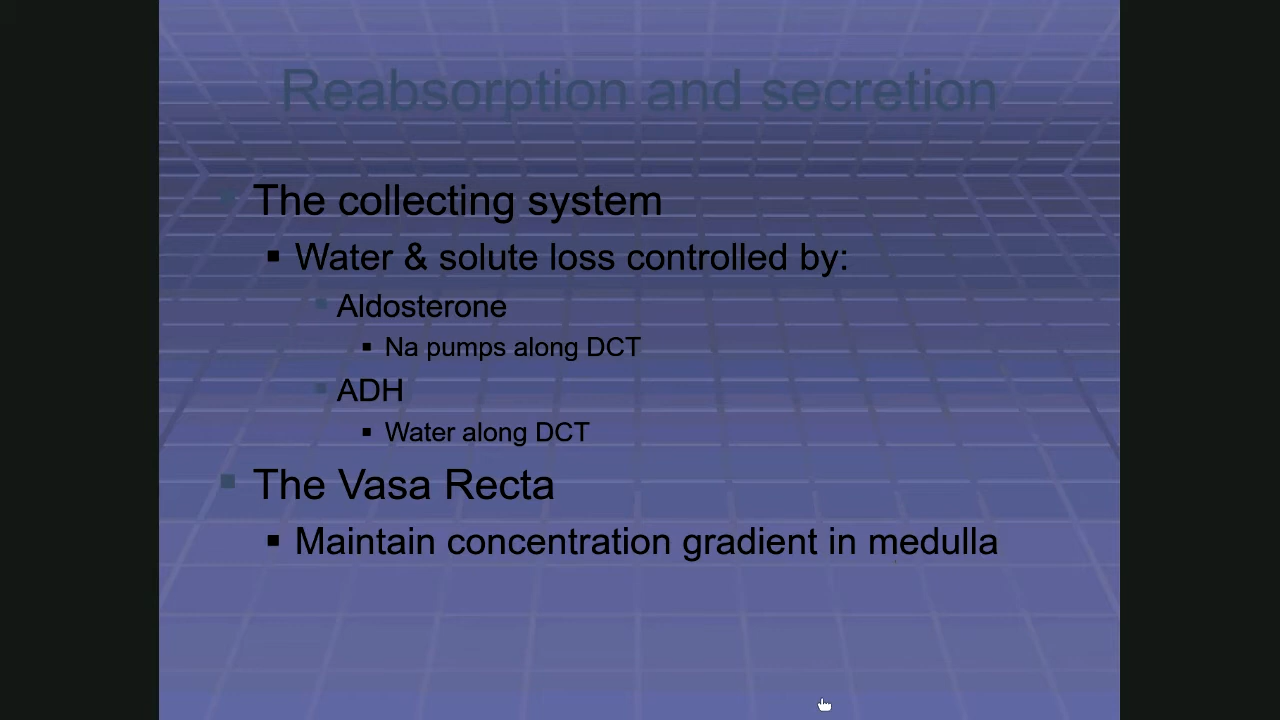 Reabsorption and secretion
The collecting system
Water & solute loss controlled by:
Aldosterone
Na pumps along DCT
ADH
Water along DCT
The Vasa Recta
Maintain concentration gradient in medulla